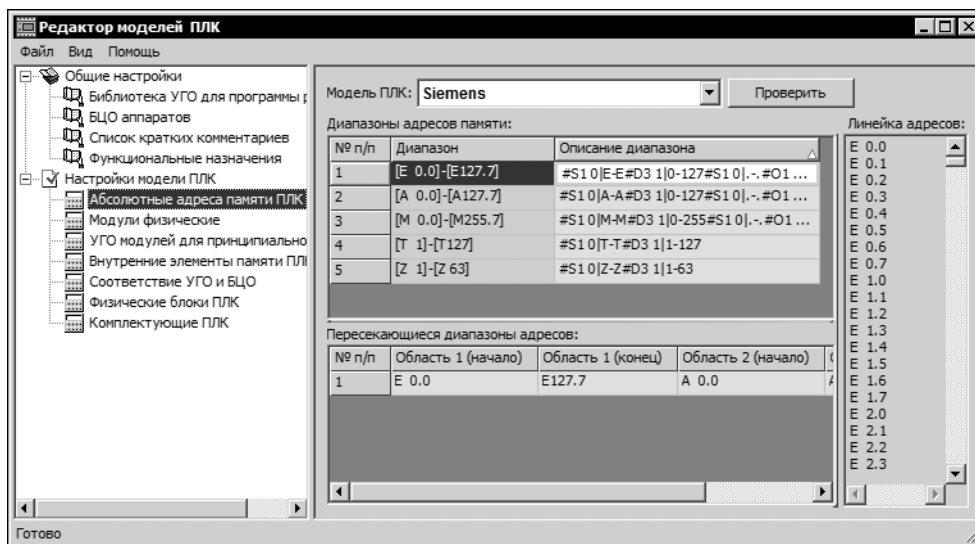 Редактор моделей ПЛК
Файл Вид Помощь
Общие настройки
Библиотека УГО для программы
БЦО аппаратов
Список кратких комментариев
Функциональные назначения
Настройки модели ПЛК
Абсолютные адреса памяти ПЛК
Модули физические
УГО модулей для принципиально
Внутренние элементы памяти ПЛ
Соответствие УГО и БЦО
Физические блоки ПЛК
Комплектующие ПЛК
Модель ПЛК: Siemens Проверить
Диапазоны адресов памяти:
№ п/п Диапазон Описание диапазона
1 [E 0.0]-[E127.7] #S1 0|E-E#D3 1|0-127#S1 0|.-.#O1 ...
2 [A 0.0]-[A127.7] #S1 0|A-A#D3 1|0-127#S1 0|.-.#O1 ...
3 [M 0.0]-[M255.7] #S1 0|M-M#D3 1|0-255#S1 0|.-.#O1 ...
4 [T 1]-[T127] #S1 0|T-T#D3 1|1-127
5 [Z 1]-[Z 63] #S1 0|Z-Z#D3 1|1-63
Пересекающиеся диапазоны адресов:
№ п/п Область 1 (начало) Область 1 (конец) Область 2 (начало)
1 E 0.0 E127.7 A 0.0
Линейка адресов:
E 0.0
E 0.1
E 0.2
E 0.3
E 0.4
E 0.5
E 0.6
E 0.7
E 1.0
E 1.1
E 1.2
E 1.3
E 1.4
E 1.5
E 1.6
E 1.7
E 2.0
E 2.1
E 2.2
E 2.3
Готово